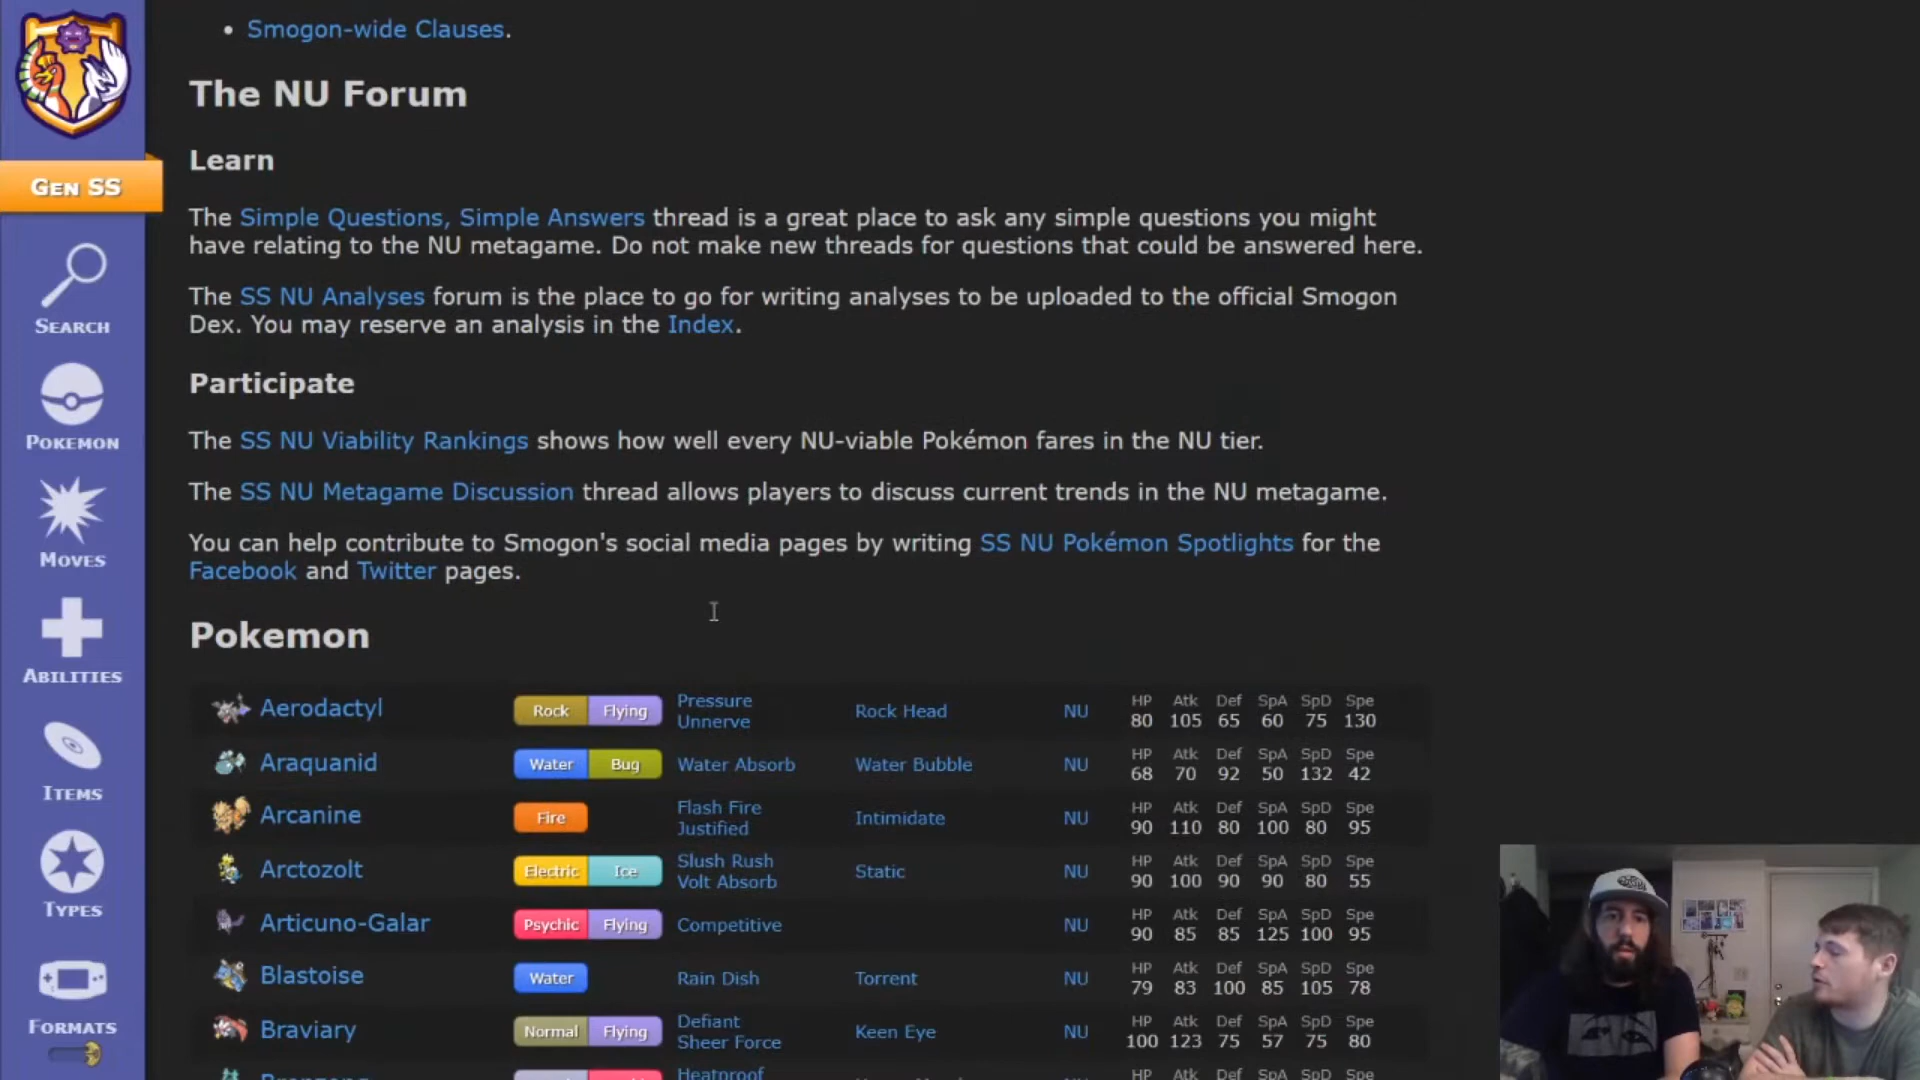 Smogon-wide Clauses.
The NU Forum
GEN SS
Learn
The Simple Questions, Simple Answers thread is a great place to ask any simple questions you might
have relating to the NU metagame. Do not make new threads for questions that could be answered here.
The SS NU Analyses forum is the place to go for writing analyses to be uploaded to the official Smogon
Dex. You may reserve an analysis in the Index.
SEARCH
Participate
POKEMON
The SS NU Viability Rankings shows how well every NU-viable Pokémon fares in the NU tier.
The SS NU Metagame Discussion thread allows players to discuss current trends in the NU metagame.
MOVES
You can help contribute to Smogon's social media pages by writing SS NU Pokémon Spotlights for the
Facebook and Twitter pages.
Pokemon
ABILITIES
Aerodactyl Rock Flying Pressure Unnerve Rock Head NU HP 80 Atk 105 Def 65 SpA 60 SpD 75 Spe 130
Araquanid Water Bug Water Absorb Water Bubble NU HP 68 Atk 70 Def 92 SpA 50 SpD 132 Spe 42
ITEMS
Arcanine Fire Flash Fire Justified Intimidate NU HP 90 Atk 110 Def 80 SpA 100 SpD 80 Spe 95
Arctozolt Electric Ice Slush Rush Volt Absorb Static NU HP 90 Atk 100 Def 90 SpA 90 SpD 80 Spe 55
TYPES
Articuno-Galar Psychic Flying Competitive NU HP 90 Atk 85 Def 85 SpA 125 SpD 100 Spe 95
Blastoise Water Rain Dish Torrent NU HP 79 Atk 83 Def 100 SpA 85 SpD 105 Spe 78
FORMATS
Braviary Normal Flying Defiant Sheer Force Keen Eye NU HP 100 Atk 123 Def 75 SpA 57 SpD 75 Spe 80
Heatproof HP Atk Def SpA SpD Spe